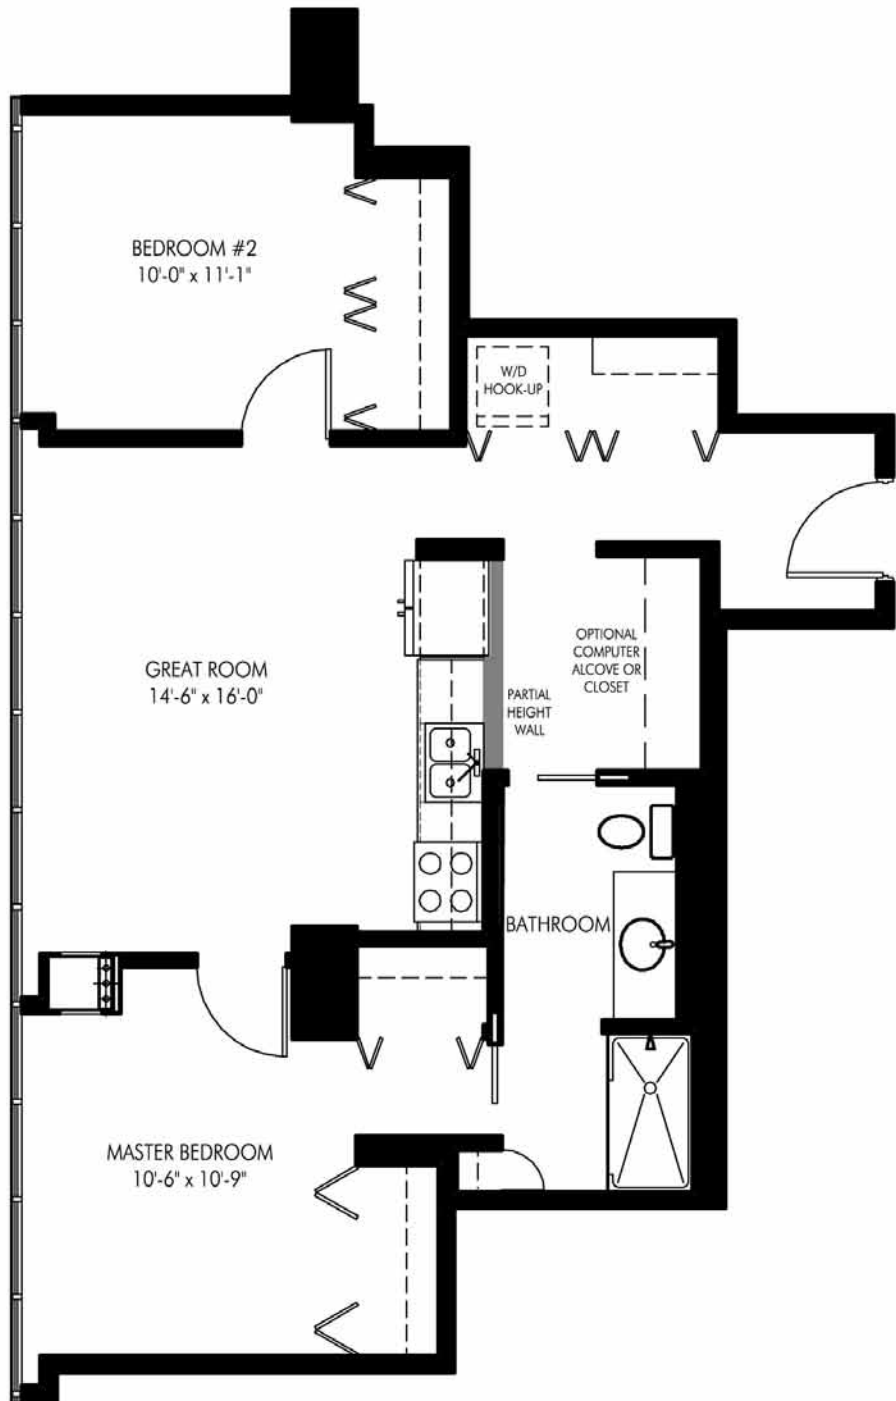 BEDROOM #2
10'-0" x 11'-1"
W/D
HOOK-UP
GREAT ROOM
14'-6" x 16'-0"
OPTIONAL
COMPUTER
ALCOVE OR
CLOSET
PARTIAL
HEIGHT
WALL
BATHROOM
MASTER BEDROOM
10'-6" x 10'-9"